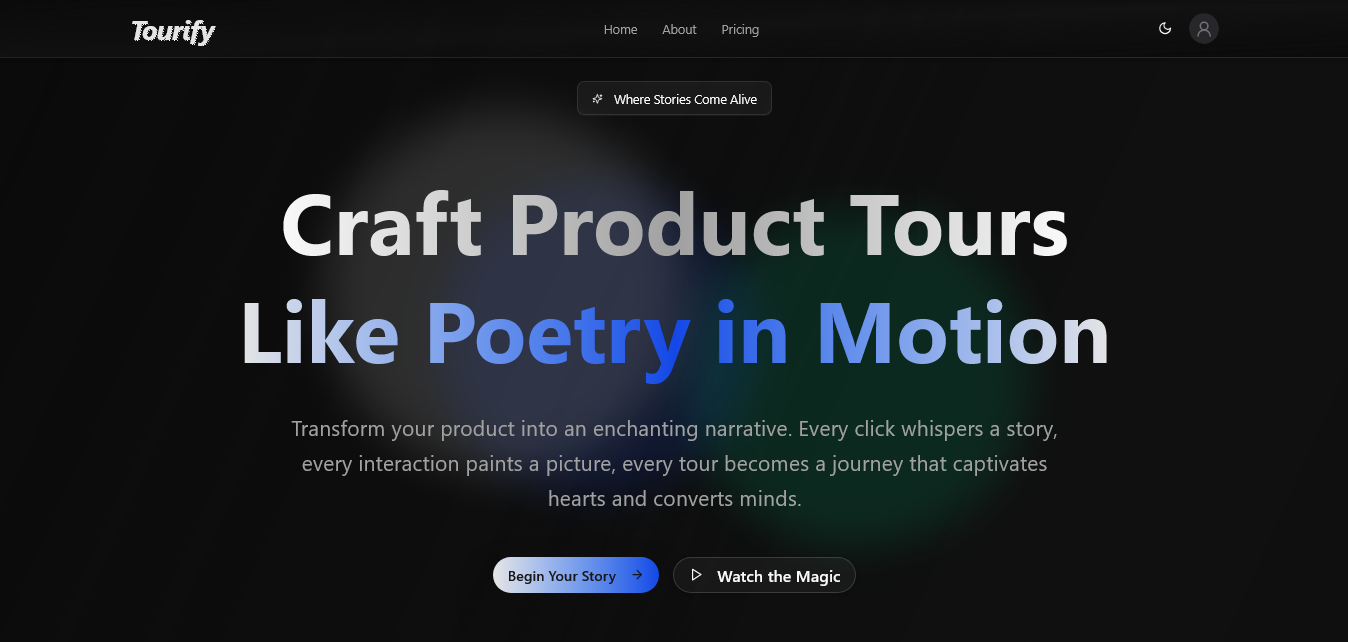 Tourify
Home
About
Pricing
Where Stories Come Alive
Craft Product Tours
Like Poetry in Motion
Transform your product into an enchanting narrative. Every click whispers a story,
every interaction paints a picture, every tour becomes a journey that captivates
hearts and converts minds.
Begin Your Story
Watch the Magic